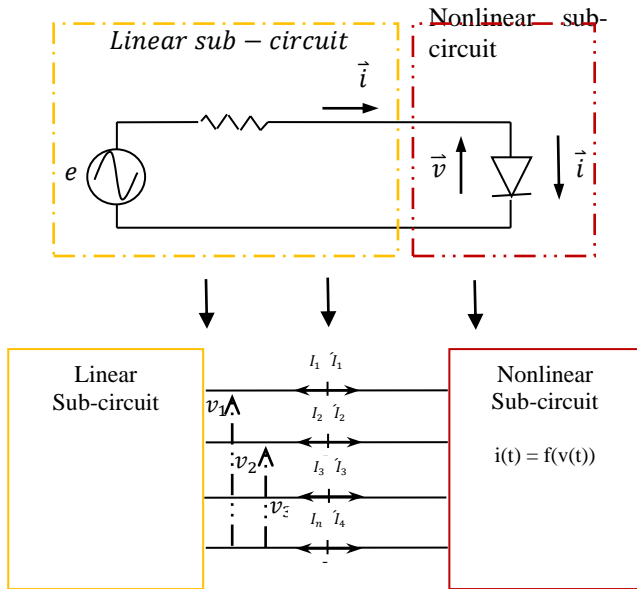 Linear sub − circuit
Nonlinear sub-
circuit
i⃗
e
v⃗
i⃗
Linear
Sub-circuit
I₁ ´I₁
I₂ ´I₂
I₃ ´I₃
Iₙ ´I₄
v₁
v₂
v₃
Nonlinear
Sub-circuit
i(t) = f(v(t))